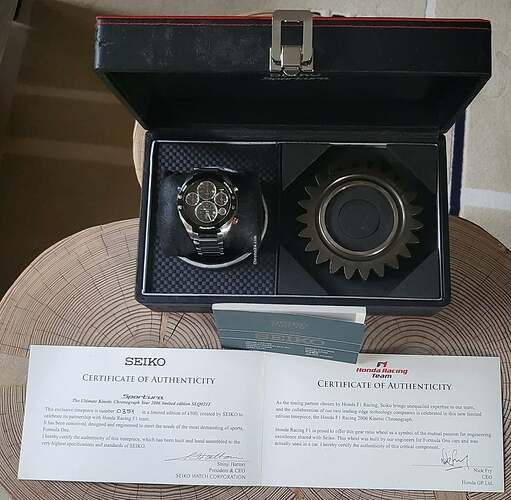 SEIKO
Sportura
SEIKO
SEIKO
CERTIFICATE OF AUTHENTICITY
Sportura
The Ultimate Kinetic Chronograph Year 2006 limited edition
This exclusive timepiece is number 0391 in a limited edition of created by SEIKO to
celebrate its partnership with Honda Racing F1 team.
It has been conceived, designed and engineered to meet the needs of the most demanding of sports,
Formula One.
I hereby certify the authenticity of this timepiece, which has been built and hand assembled to the
very highest specifications and standards of SEIKO.
Shinji Hattori
President & CEO
SEIKO WATCH CORPORATION
Honda Racing
F1 Team
CERTIFICATE OF AUTHENTICITY
As the timing partner chosen by Honda F1 Racing, Seiko brings unequalled expertise to our team,
and the collaboration of our two leading-edge technology companies is celebrated in this new limited
edition timepiece, the Honda F1 Racing 2006 Kinetic Chronograph.
Honda Racing F1 is proud to offer this gear ratio wheel as a symbol of the mutual passion for engineering
excellence shared with Seiko. This wheel was built by our engineers for Formula One cars and was
actually used in a car. I hereby certify the authenticity of this wheel.
Nick Fry
CEO
Honda GP Ltd.